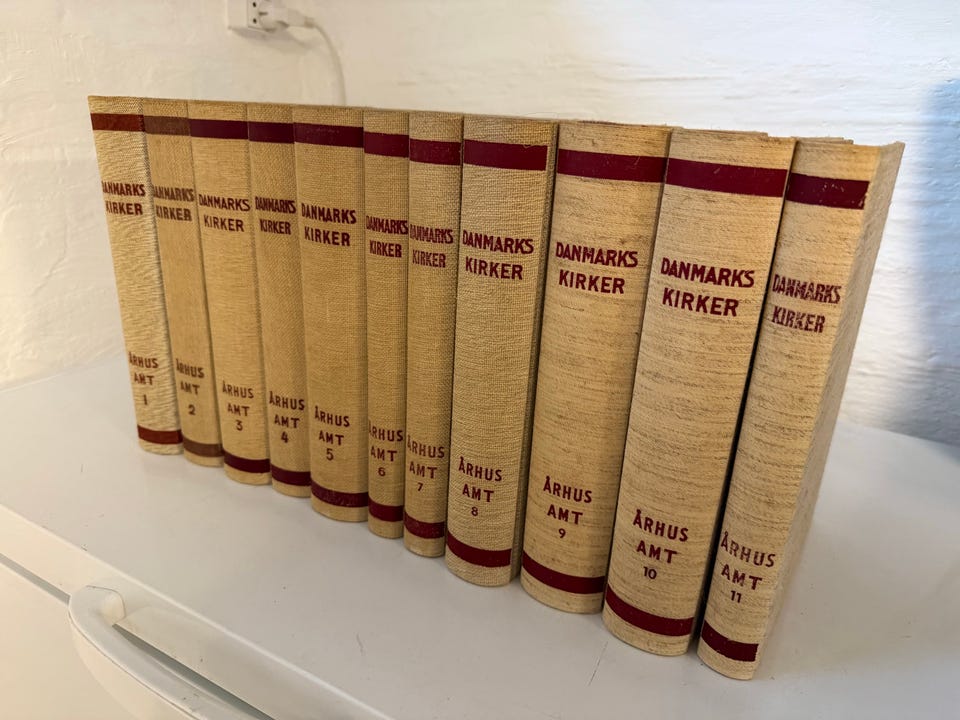 DANMARKS
KIRKER
ÅRHUS
AMT
1
DANMARKS
KIRKER
ÅRHUS
AMT
2
DANMARKS
KIRKER
ÅRHUS
AMT
3
DANMARKS
KIRKER
ÅRHUS
AMT
4
DANMARKS
KIRKER
ÅRHUS
AMT
5
DANMARKS
KIRKER
ÅRHUS
AMT
6
DANMARKS
KIRKER
ÅRHUS
AMT
7
DANMARKS
KIRKER
ÅRHUS
AMT
8
DANMARKS
KIRKER
ÅRHUS
AMT
9
DANMARKS
KIRKER
ÅRHUS
AMT
10
DANMARKS
KIRKER
ÅRHUS
AMT
11